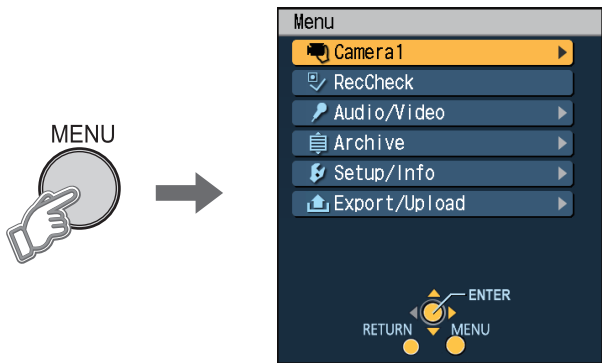 MENU
Menu
Camera1
RecCheck
Audio/Video
Archive
Setup/Info
Export/Upload
ENTER
RETURN MENU